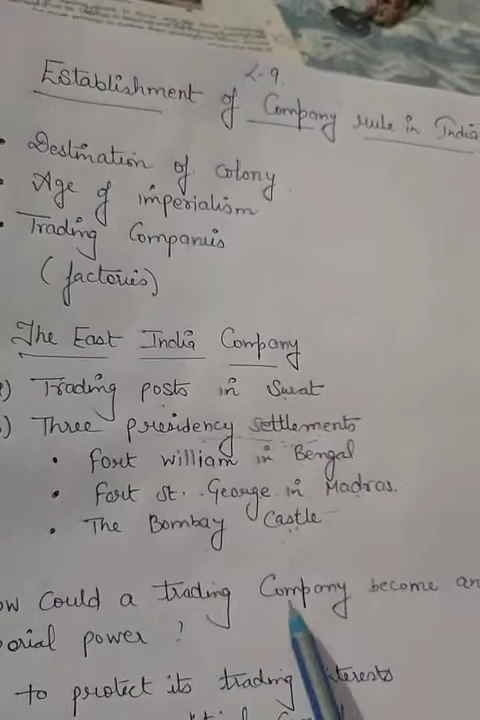 L-9
Establishment of Company rule in India
Destination of colony
Age of imperialism
Trading Companies
(factories)
The East India Company
Trading posts in Surat
Three presidency settlements
fort william in Bengal
fort st. George in Madras.
The Bombay Castle
could a trading Company become an
power ?
to protect its trading